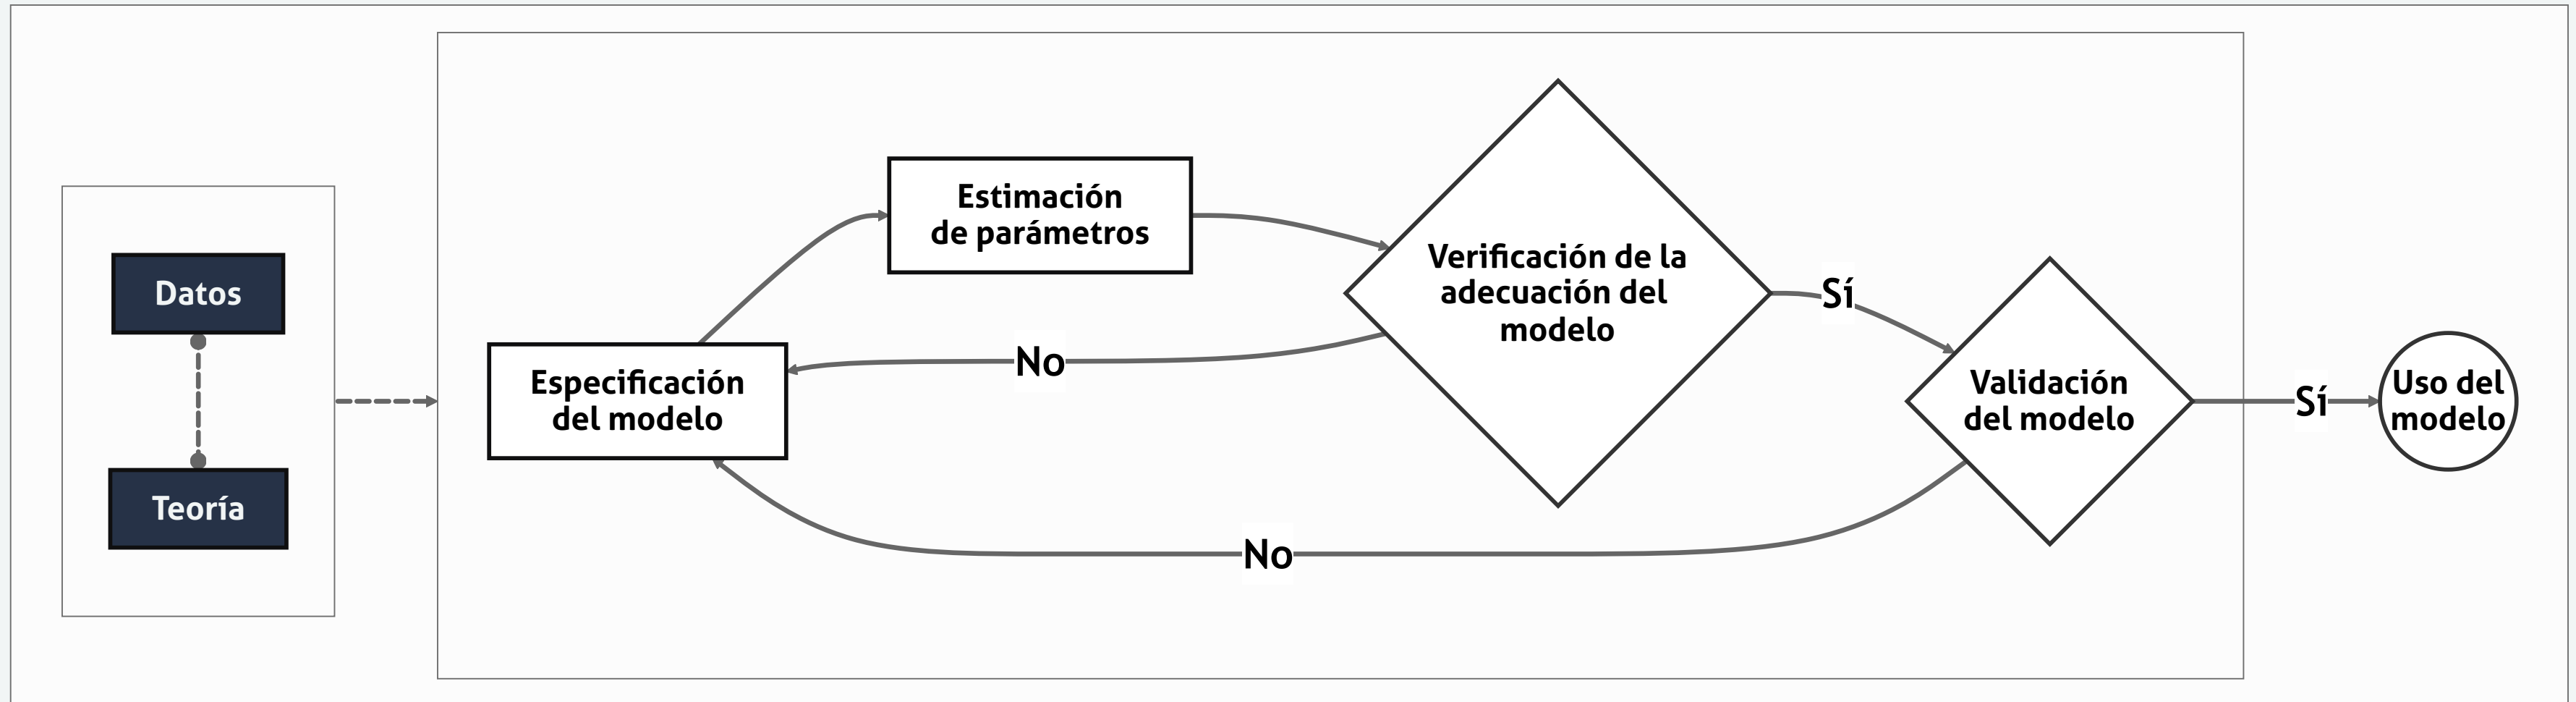 Datos
Teoría
Especificación
del modelo
Estimación
de parámetros
Verificación de la
adecuación del
modelo
No
Sí
Validación
del modelo
No
Sí
Uso del
modelo